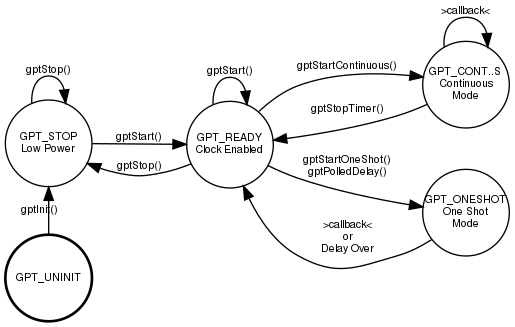 >callback<
gptStop()
gptStart()
gptStartContinuous()
GPT_CONT..S
Continuous
Mode
gptStopTimer()
GPT_STOP
Low Power
gptStart()
GPT_READY
Clock Enabled
gptStop()
gptStartOneShot()
gptPolledDelay()
GPT_ONESHOT
One Shot
Mode
gptInit()
>callback<
or
Delay Over
GPT_UNINIT